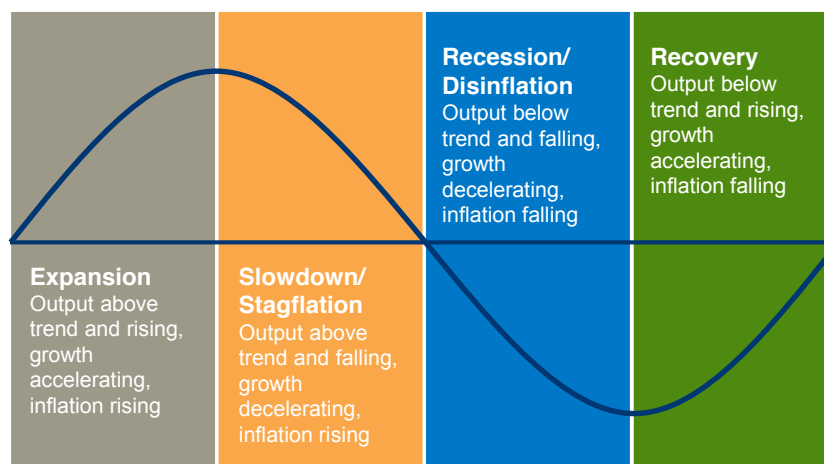 Expansion
Output above
trend and rising,
growth
accelerating,
inflation rising
Slowdown/
Stagflation
Output above
trend and falling,
growth
decelerating,
inflation rising
Recession/
Disinflation
Output below
trend and falling,
growth
decelerating,
inflation falling
Recovery
Output below
trend and rising,
growth
accelerating,
inflation falling